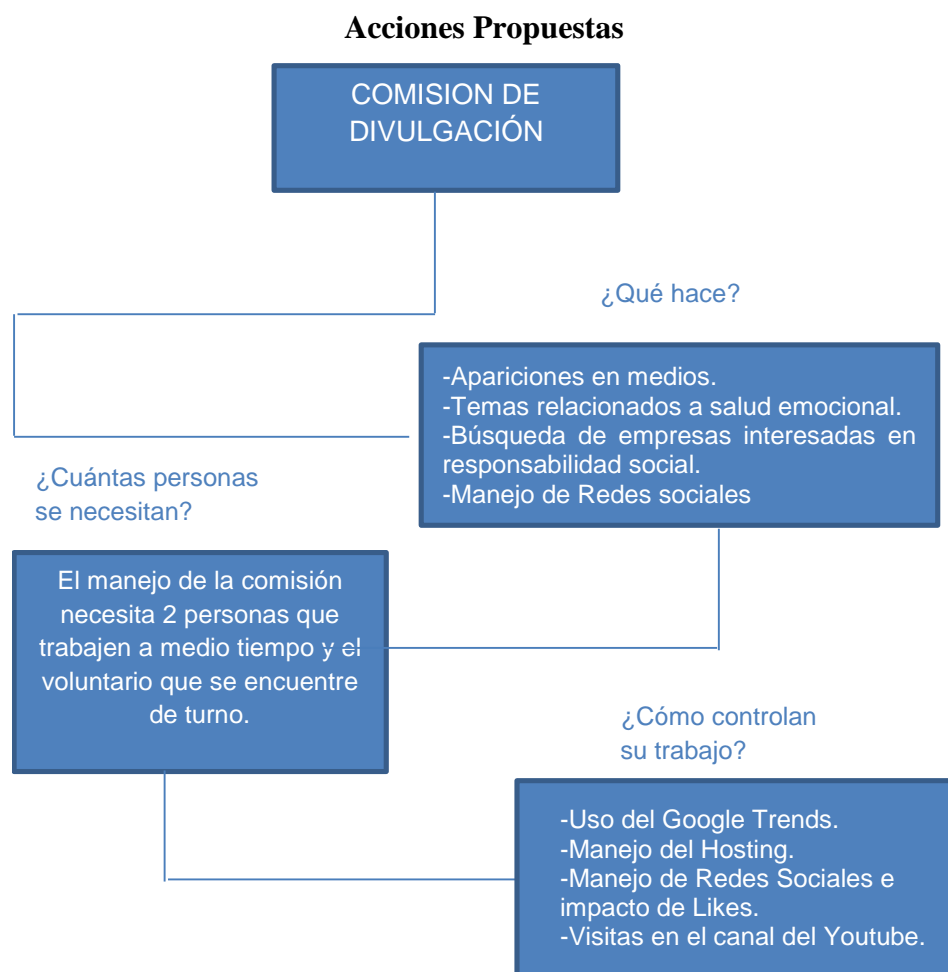 Acciones Propuestas
COMISION DE
DIVULGACIÓN
¿Qué hace?
-Apariciones en medios.
-Temas relacionados a salud emocional.
-Búsqueda de empresas interesadas en
responsabilidad social.
-Manejo de Redes sociales
¿Cuántas personas
se necesitan?
El manejo de la comisión
necesita 2 personas que
trabajen a medio tiempo y el
voluntario que se encuentre
de turno.
¿Cómo controlan
su trabajo?
-Uso del Google Trends.
-Manejo del Hosting.
-Manejo de Redes Sociales e
impacto de Likes.
-Visitas en el canal del Youtube.